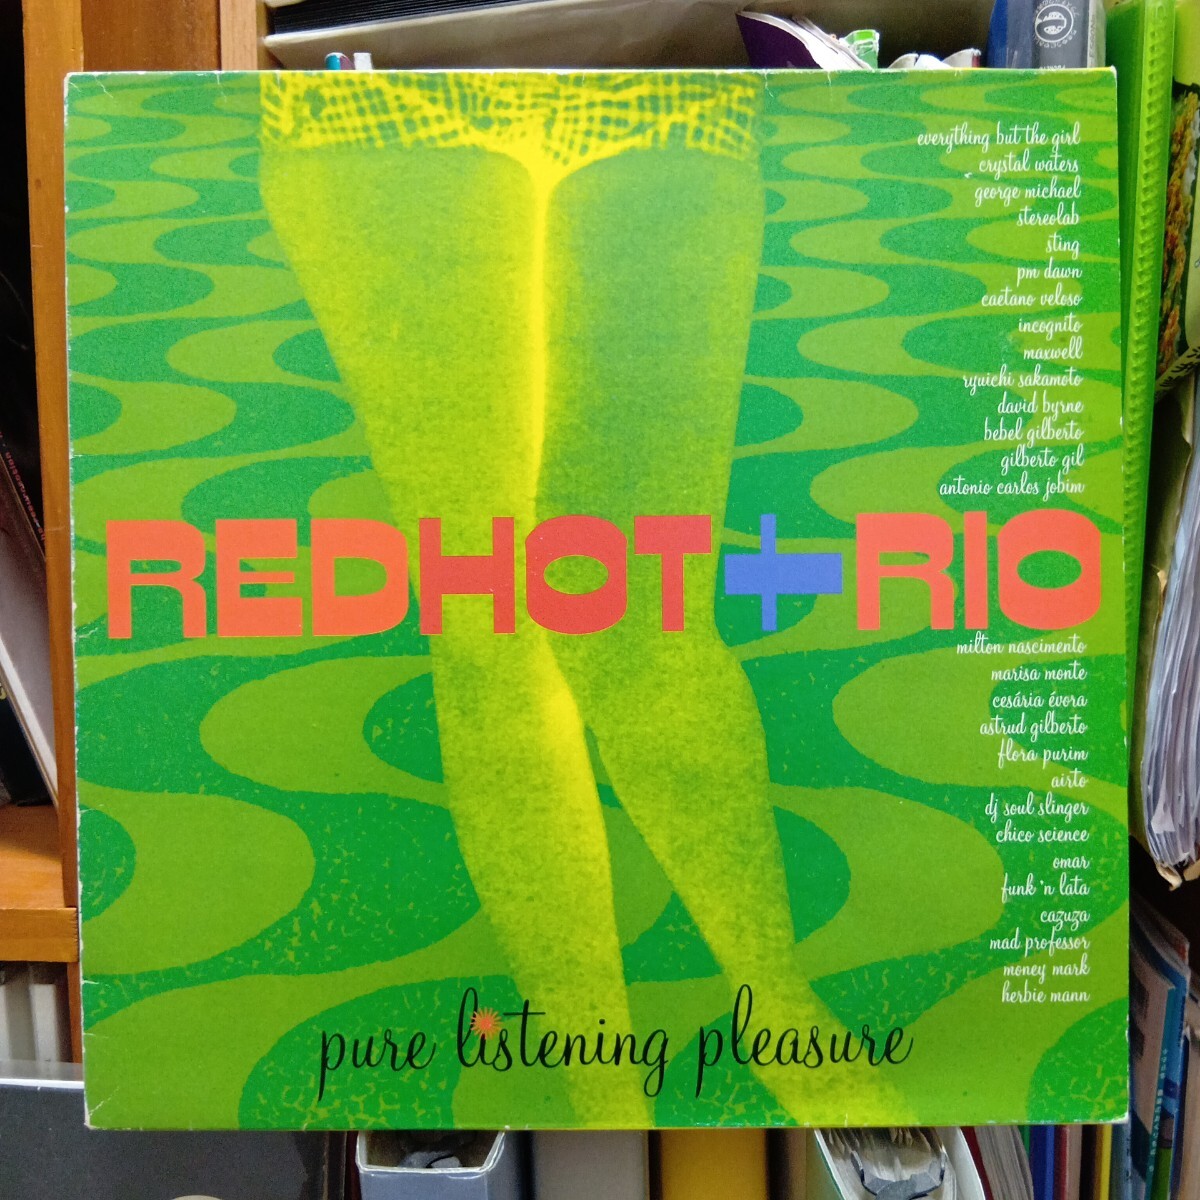 everything but the girl
crystal waters
george michael
stereolab
sting
pm dawn
caetano veloso
incognito
maxwell
ryuichi sakamoto
david byrne
bebel gilberto
gilberto gil
antonio carlos jobim
REDHOT+RIO
milton nascimento
marisa monte
cesária évora
astrud gilberto
flora purim
airto
dj soul slinger
chico science
omar
funk 'n lata
cazuza
mad professor
money mark
herbie mann
pure listening pleasure